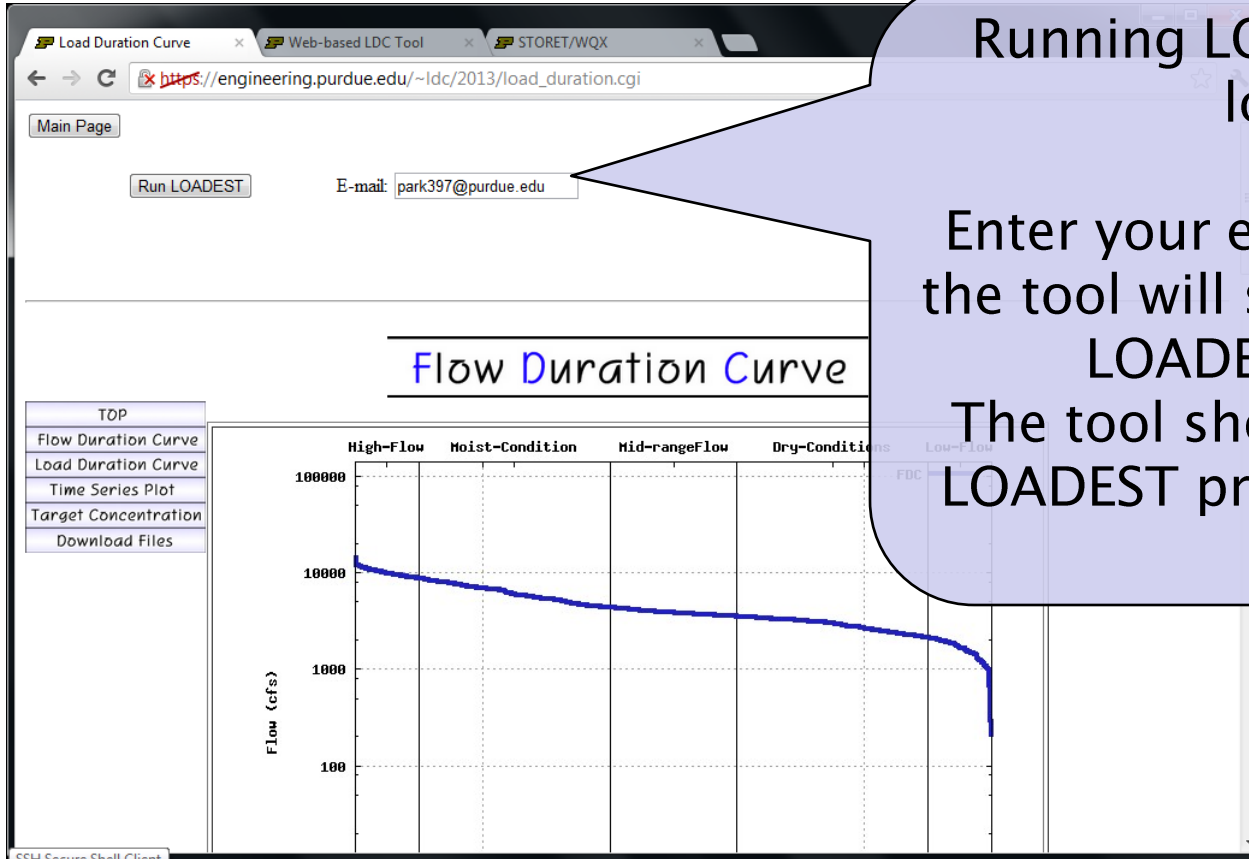 Load Duration Curve
Web-based LDC Tool
STORET/WQX
https://engineering.purdue.edu/~ldc/2013/load_duration.cgi
Main Page
Run LOADEST
E-mail: park397@purdue.edu
Running LO
lo
Enter your e
the tool will s
LOADE
The tool sho
LOADEST pr
Flow Duration Curve
TOP
Flow Duration Curve
Load Duration Curve
Time Series Plot
Target Concentration
Download Files
High-Flow Moist-Condition Mid-rangeFlow Dry-Conditions Low-Flow
FDC
100000
10000
1000
100
Flow (cfs)
SSH Secure Shell Client